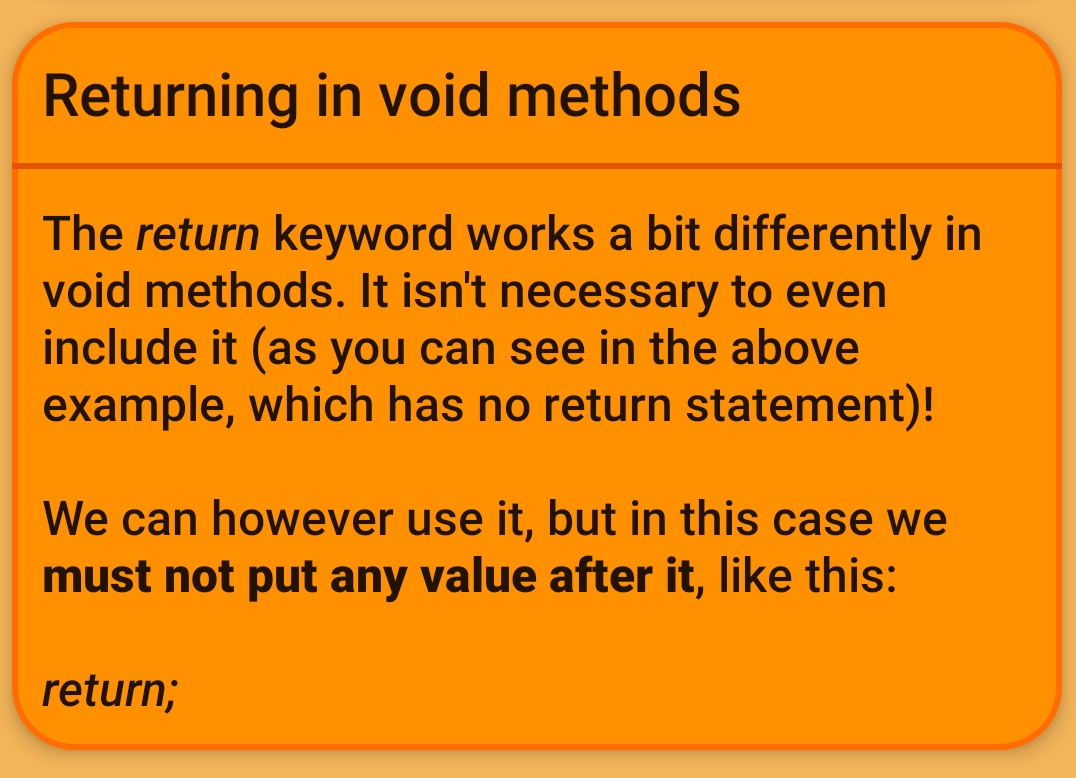 Returning in void methods
The return keyword works a bit differently in
void methods. It isn't necessary to even
include it (as you can see in the above
example, which has no return statement)!
We can however use it, but in this case we
must not put any value after it, like this:
return;